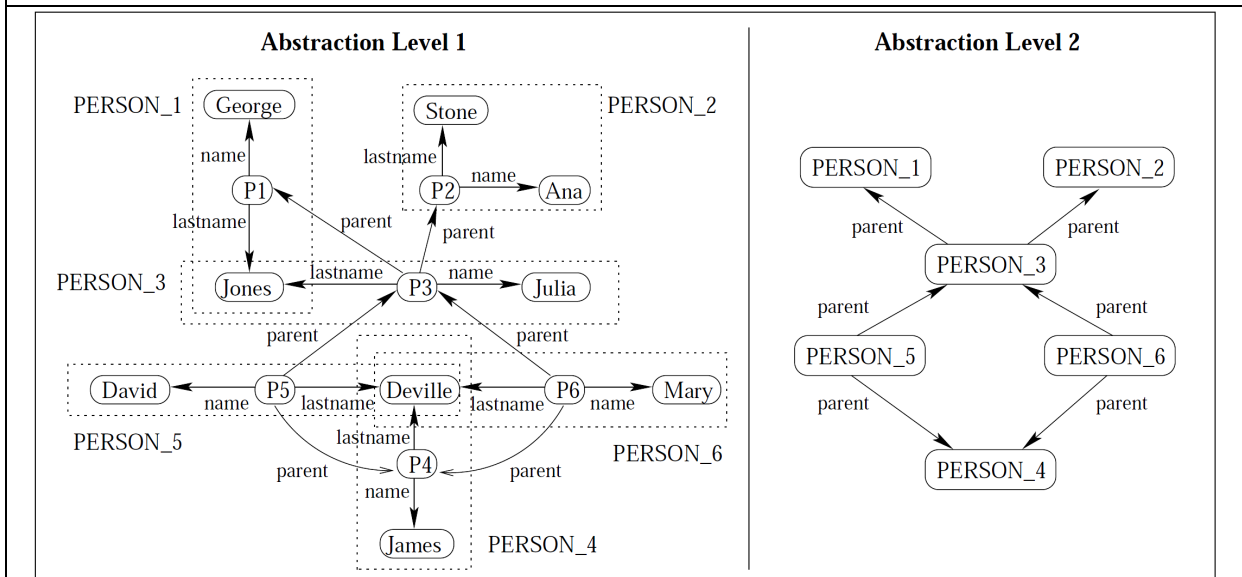 Abstraction Level 1
PERSON_1
George
name
P1
lastname
Jones
PERSON_2
Stone
lastname
P2
name
Ana
parent
parent
PERSON_3
lastname
P3
name
Julia
parent
parent
David
name
P5
lastname
Deville
lastname
P6
name
Mary
PERSON_5
PERSON_6
parent
lastname
P4
parent
name
James
PERSON_4
Abstraction Level 2
PERSON_1
PERSON_2
parent
parent
PERSON_3
parent
parent
PERSON_5
PERSON_6
parent
parent
PERSON_4